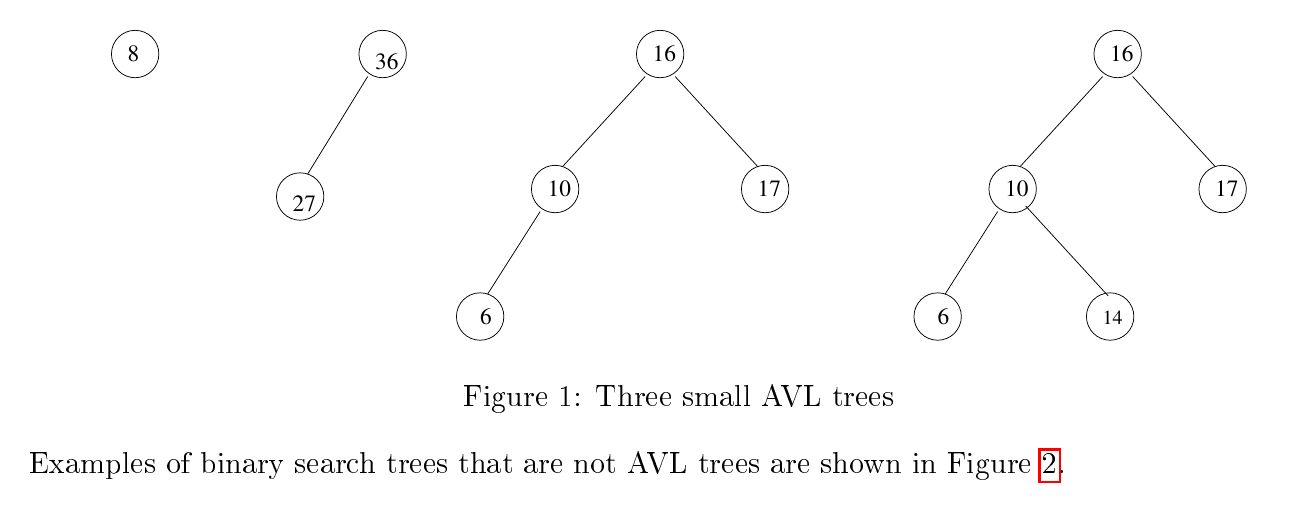 8 36 16 16
27 10 17 10 17
6 6 14
Figure 1: Three small AVL trees
Examples of binary search trees that are not AVL trees are shown in Figure 2.